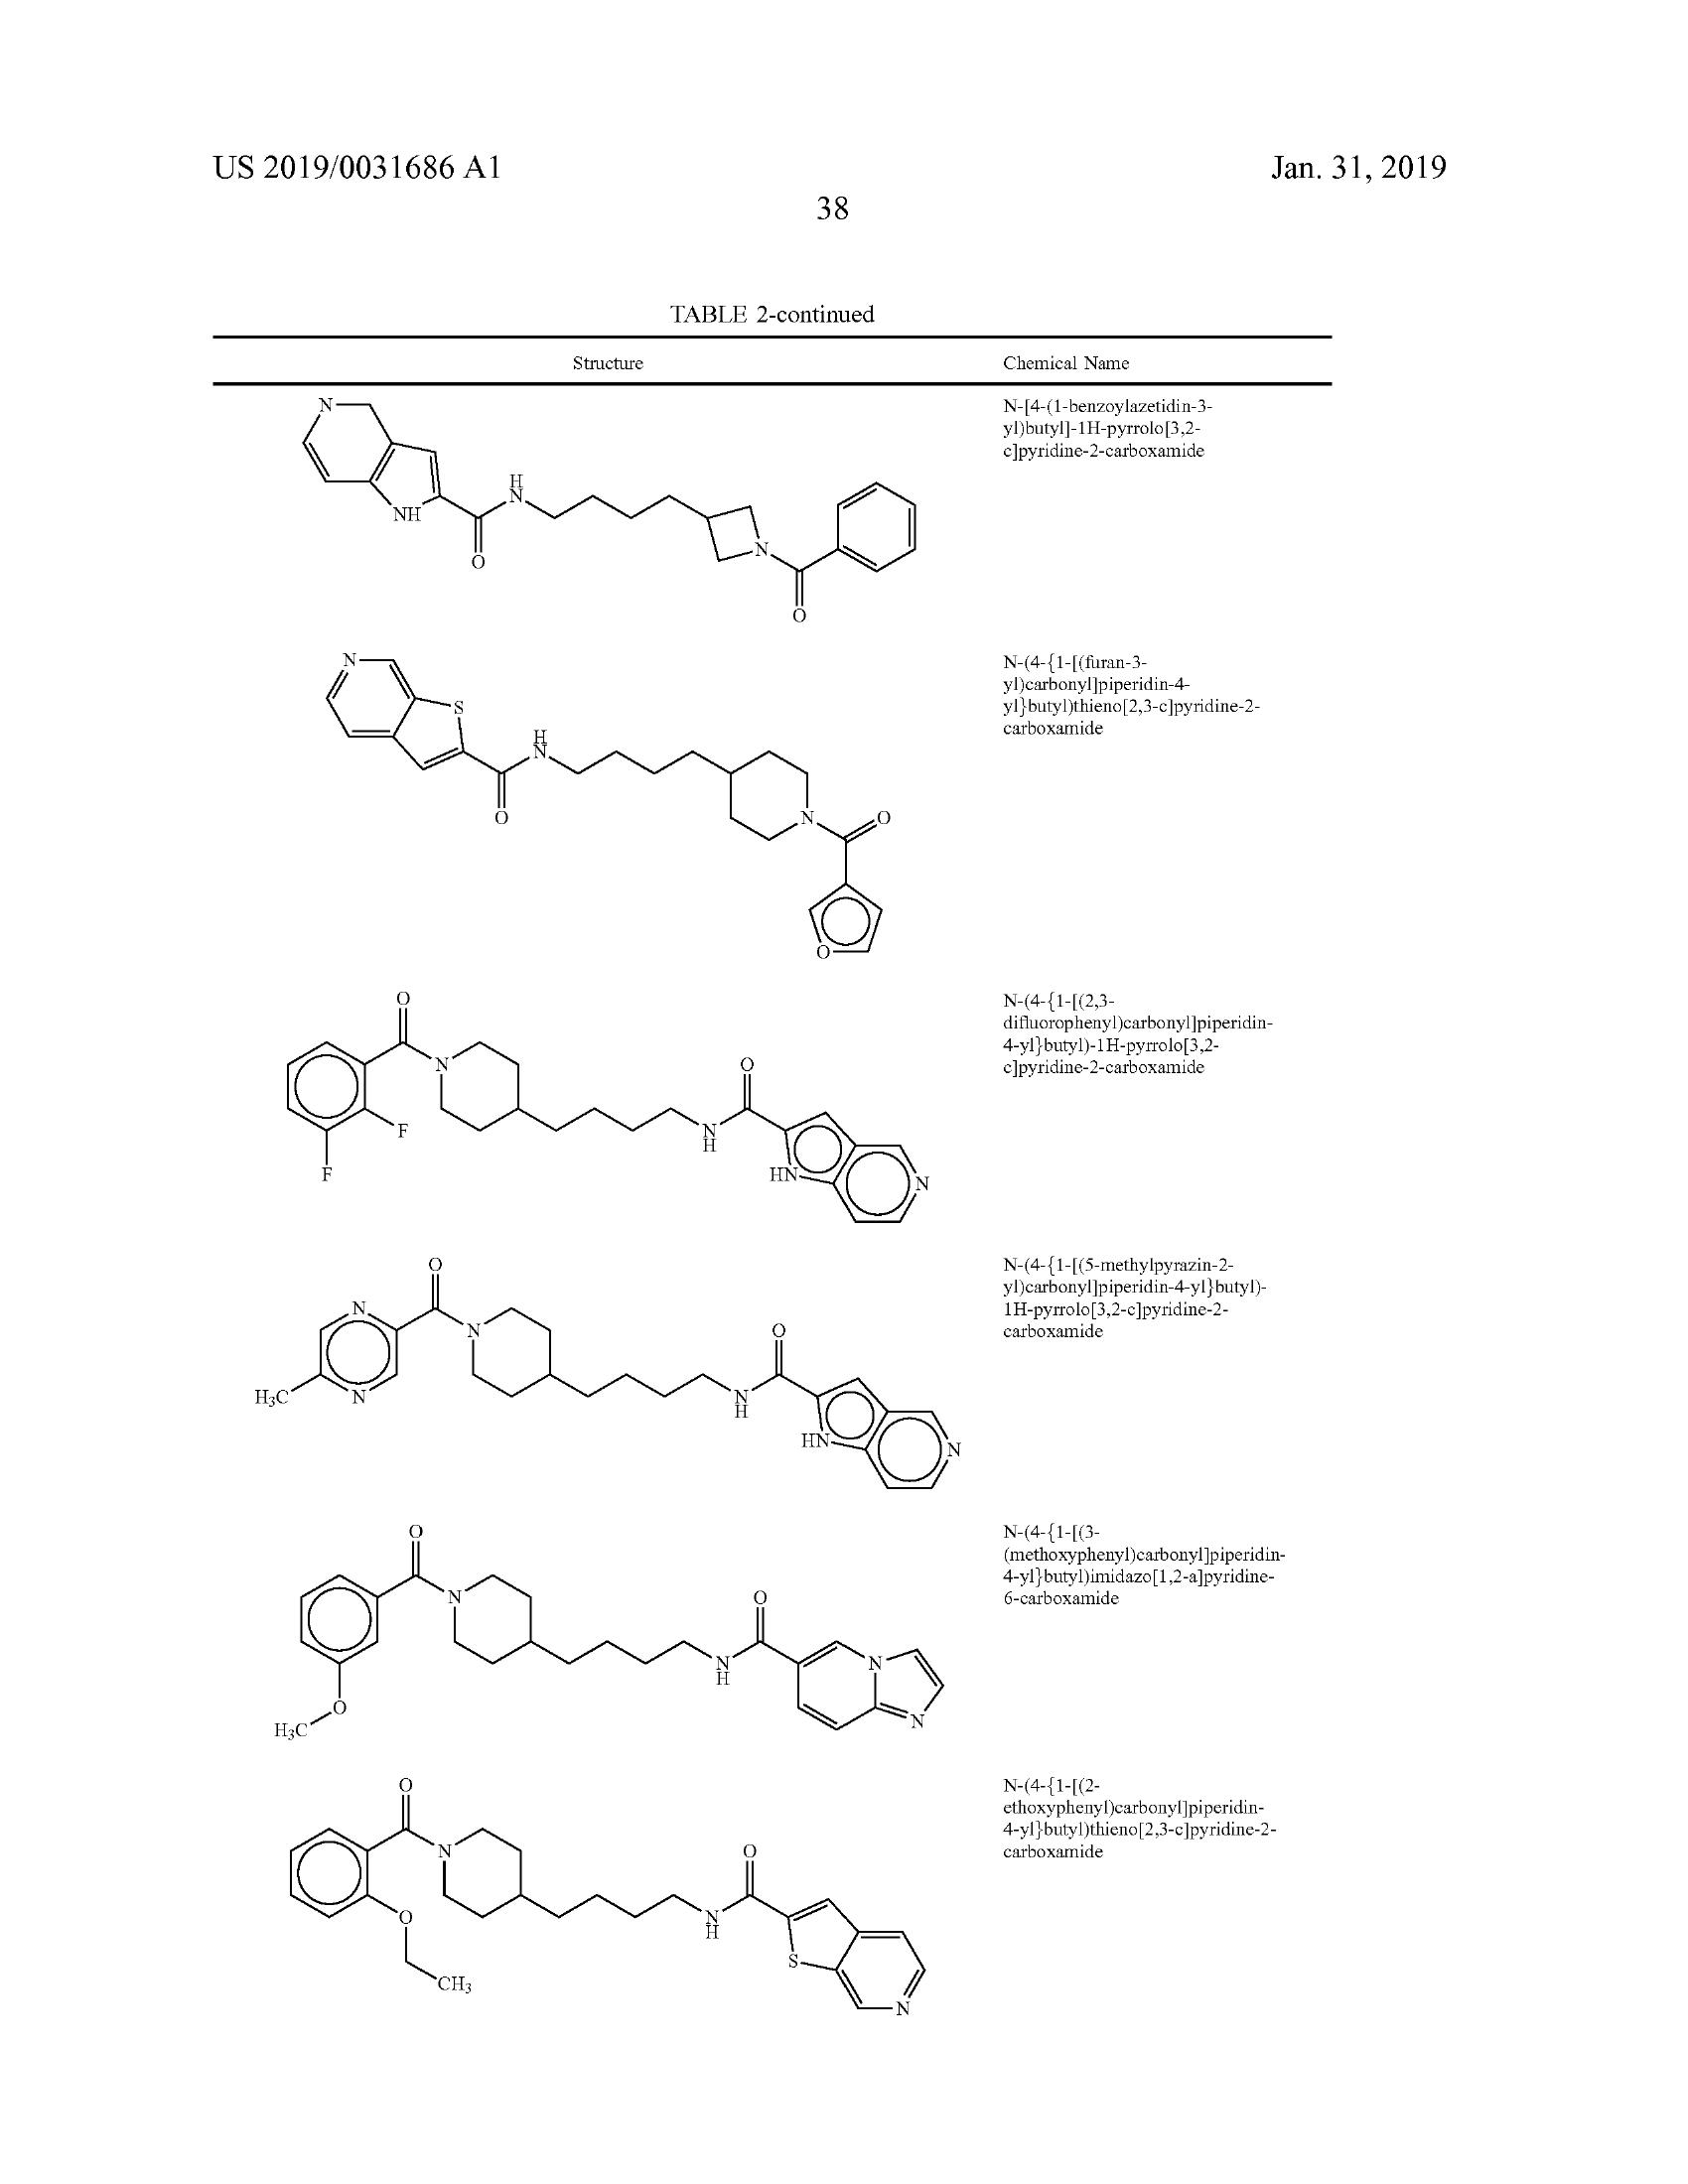 US 2019/0031686 A1
Jan. 31, 2019
38
TABLE 2-continued
Structure
Chemical Name
N
NH
O
H
N
N
O
N-[4-(1-benzoylazetidin-3-
yl)butyl]-1H-pyrrolo[3,2-
c]pyridine-2-carboxamide
N
S
O
H
N
N
O
O
N-(4-{1-[(furan-3-
yl)carbonyl]piperidin-4-
yl}butyl)thieno[2,3-c]pyridine-2-
carboxamide
O
N
F
F
N
H
O
HN
N
N-(4-{1-[(2,3-
difluorophenyl)carbonyl]piperidin-
4-yl}butyl)-1H-pyrrolo[3,2-
c]pyridine-2-carboxamide
O
N
N
H3C
N
N
H
O
HN
N
N-(4-{1-[(5-methylpyrazin-2-
yl)carbonyl]piperidin-4-yl}butyl)-
1H-pyrrolo[3,2-c]pyridine-2-
carboxamide
O
N
O
H3C
N
H
O
N
N
N-(4-{1-[(3-
(methoxyphenyl)carbonyl]piperidin-
4-yl}butyl)imidazo[1,2-a]pyridine-
6-carboxamide
O
N
O
CH3
N
H
O
S
N
N-(4-{1-[(2-
ethoxyphenyl)carbonyl]piperidin-
4-yl}butyl)thieno[2,3-c]pyridine-2-
carboxamide